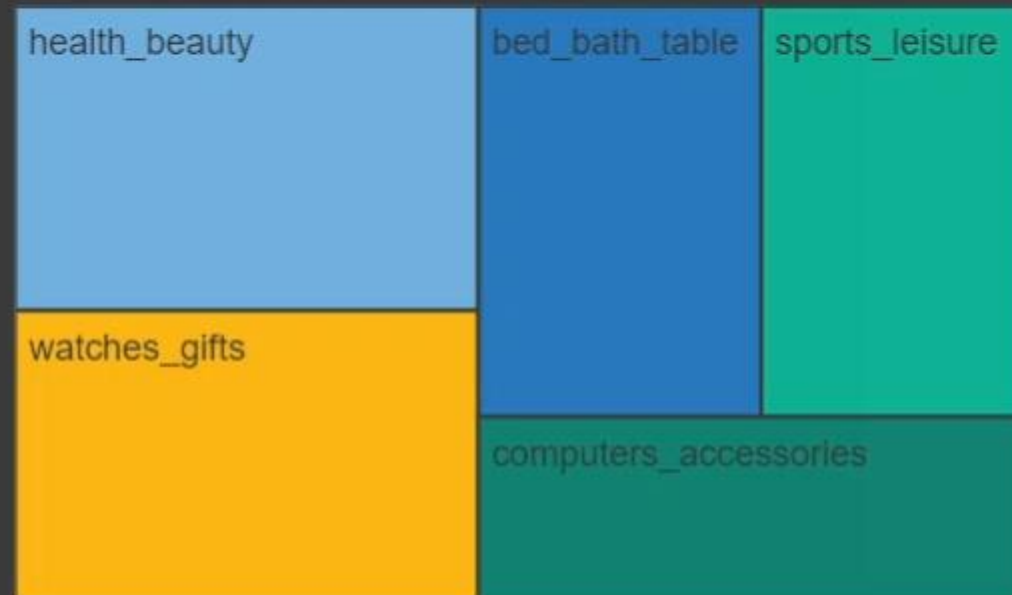 health_beauty
bed_bath_table
sports_leisure
watches_gifts
computers_accessories